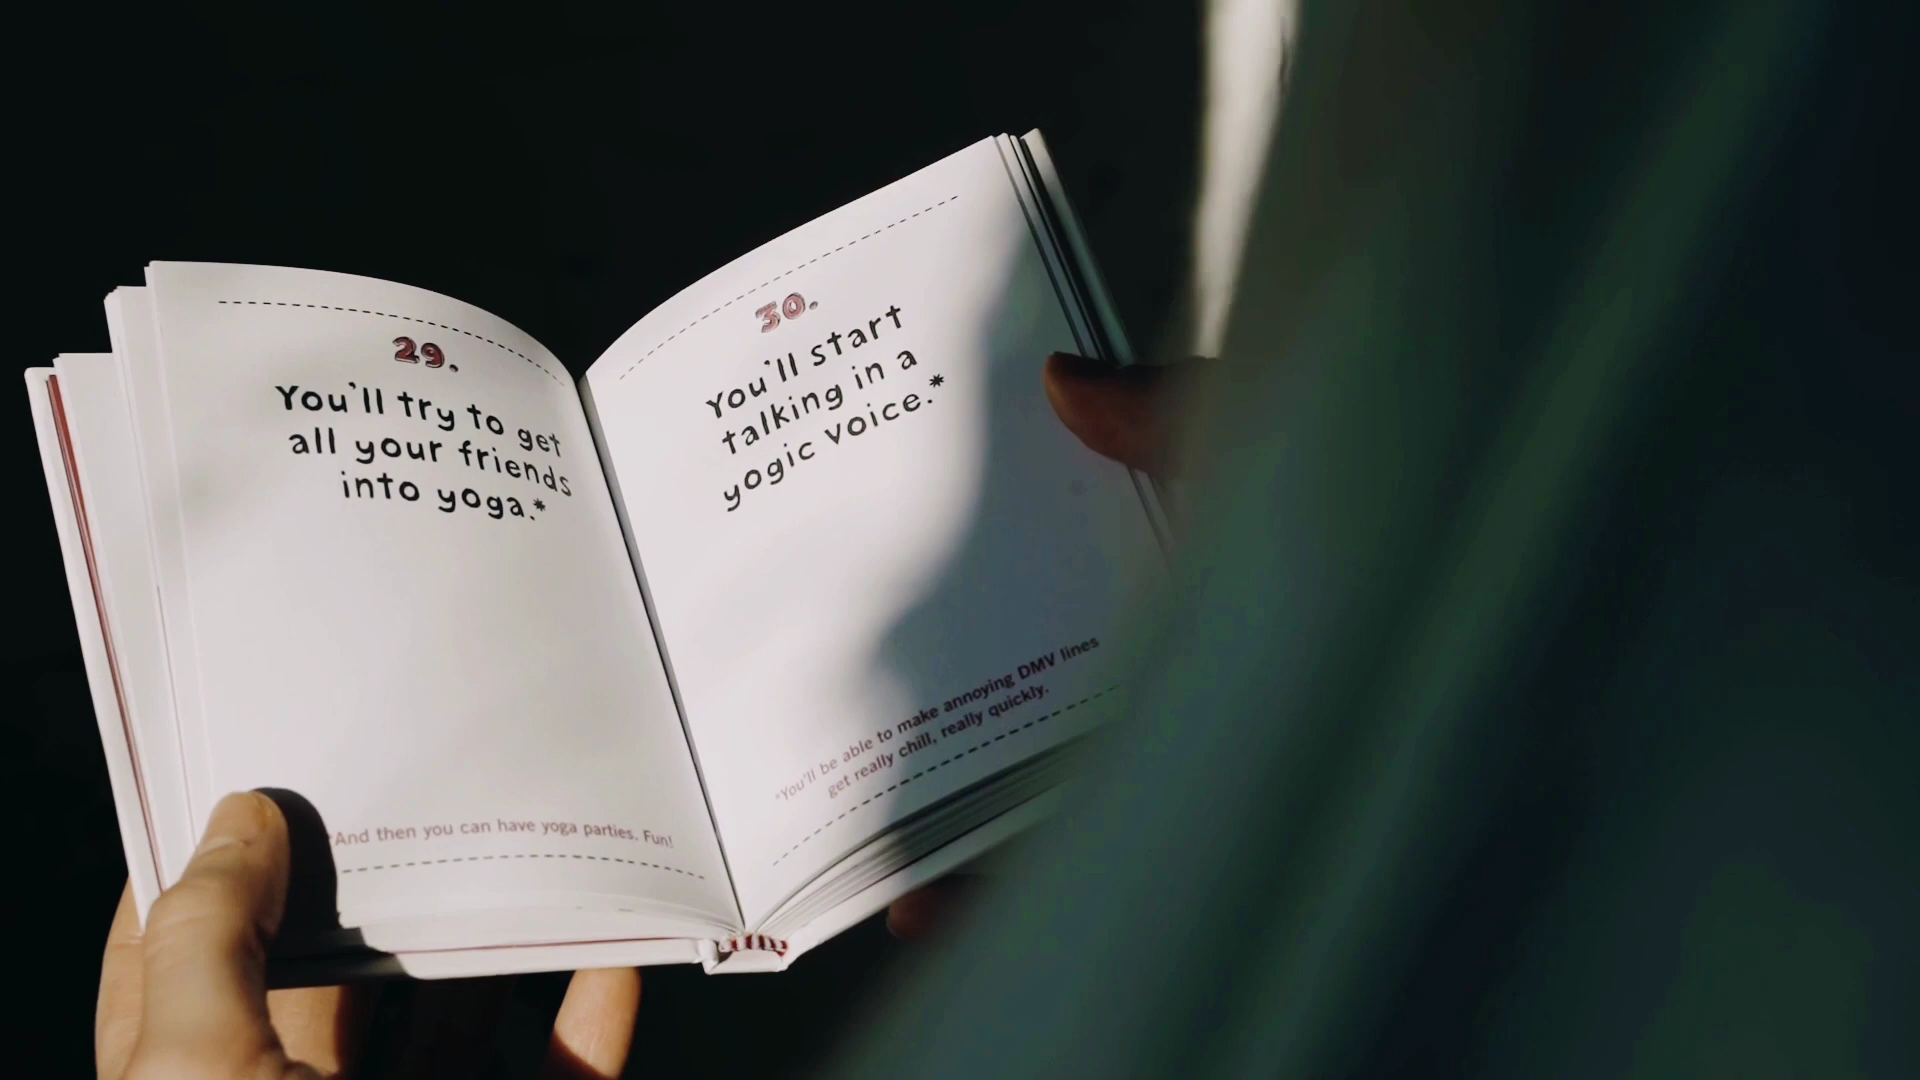 29.
You'll try to get
all your friends
into yoga.*
*And then you can have yoga parties. Fun!
30.
You'll start
talking in a
yogic voice.*
*You'll be able to make annoying DMV lines
get really chill, really quickly.